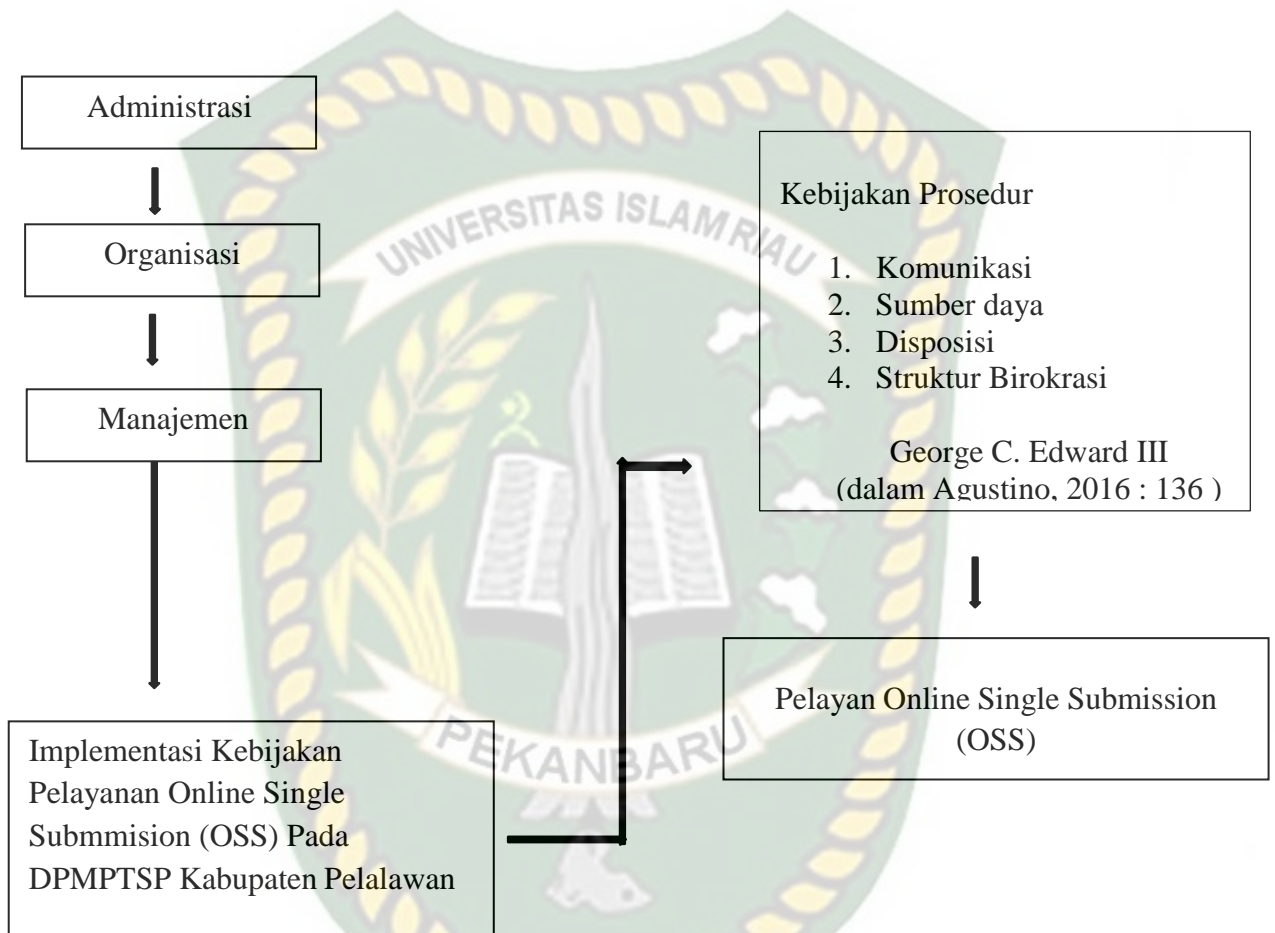 Administrasi
Organisasi
Manajemen
Implementasi Kebijakan
Pelayanan Online Single
Submmision (OSS) Pada
DPMPTSP Kabupaten Pelalawan
Kebijakan Prosedur
1. Komunikasi
2. Sumber daya
3. Disposisi
4. Struktur Birokrasi
George C. Edward III
(dalam Agustino, 2016 : 136 )
Pelayan Online Single Submission
(OSS)
UNIVERSITAS ISLAM RIAU
PEKANBARU